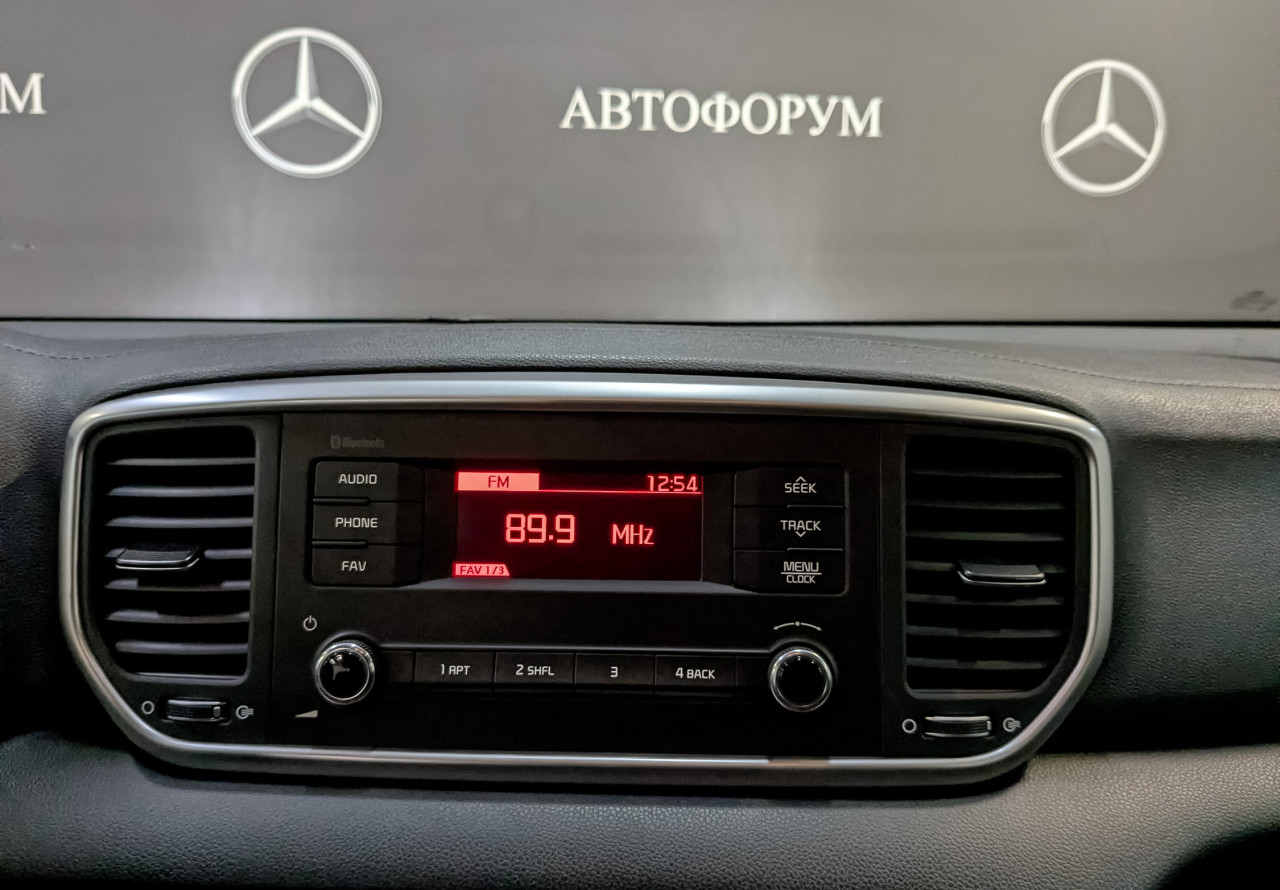 М
АВТОФОРУМ
Bluetooth
AUDIO
PHONE
FAV
FM
12:54
89.9 MHz
FAV 1/3
SEEK
TRACK
MENU
CLOCK
1 RPT
2 SHFL
3
4 BACK